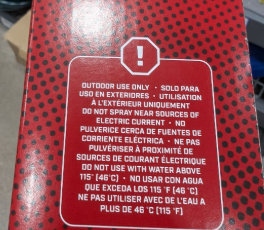 !
OUTDOOR USE ONLY • SOLO PARA
USO EN EXTERIORES • UTILISATION
À L'EXTÉRIEUR UNIQUEMENT
DO NOT SPRAY NEAR SOURCES OF
ELECTRIC CURRENT • NO
PULVERICE CERCA DE FUENTES DE
CORRIENTE ELÉCTRICA • NE PAS
PULVÉRISER À PROXIMITÉ DE
SOURCES DE COURANT ÉLECTRIQUE
DO NOT USE WITH WATER ABOVE
115° (46°C) • NO USAR CON AQUA
QUE EXCEDA LOS 115 °F (46 °C)
NE PAS UTILISER AVEC DE L'EAU A
PLUS DE 46 °C (115 °F)